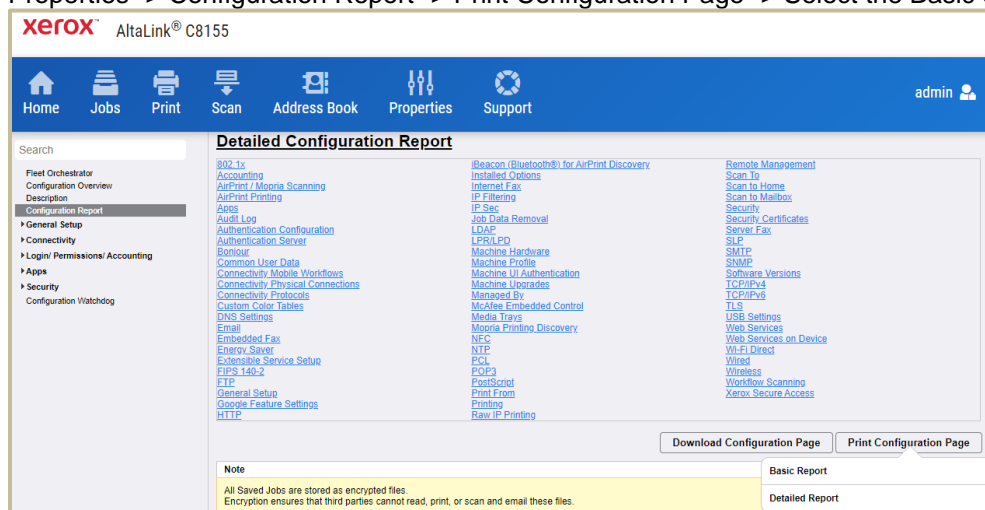 Properties -> Configuration Report -> Print Configuration Page -> Select the Basic
xerox™ AltaLink® C8155
Home Jobs Print Scan Address Book Properties Support admin
Search
Fleet Orchestrator
Configuration Overview
Description
Configuration Report
General Setup
Connectivity
Login/ Permissions/ Accounting
Apps
Security
Configuration Watchdog
Detailed Configuration Report
802.1x
Accounting
AirPrint / Mopria Scanning
AirPrint Printing
Apps
Audit Log
Authentication Configuration
Authentication Server
Bonjour
Common User Data
Connectivity Mobile Workflows
Connectivity Physical Connections
Connectivity Protocols
Custom Color Tables
DNS Settings
Email
Embedded Fax
Energy Saver
Extensible Service Setup
FIPS 140-2
FTP
General Setup
Google Feature Settings
HTTP
iBeacon (Bluetooth®) for AirPrint Discovery
Installed Options
Internet Fax
IP Filtering
IP Sec
Job Data Removal
LDAP
LPR/LPD
Machine Hardware
Machine Profile
Machine UI Authentication
Machine Upgrades
Managed By
McAfee Embedded Control
Media Trays
Mopria Printing Discovery
NFC
NTP
PCL
POP3
PostScript
Print From
Printing
Raw IP Printing
Remote Management
Scan To
Scan to Home
Scan to Mailbox
Security
Security Certificates
Server Fax
SLP
SMTP
SNMP
Software Versions
TCP/IPv4
TCP/IPv6
TLS
USB Settings
Web Services
Web Services on Device
Wi-Fi Direct
Wired
Wireless
Workflow Scanning
Xerox Secure Access
Download Configuration Page Print Configuration Page
Basic Report
Detailed Report
Note
All Saved Jobs are stored as encrypted files.
Encryption ensures that third parties cannot read, print, or scan and email these files.